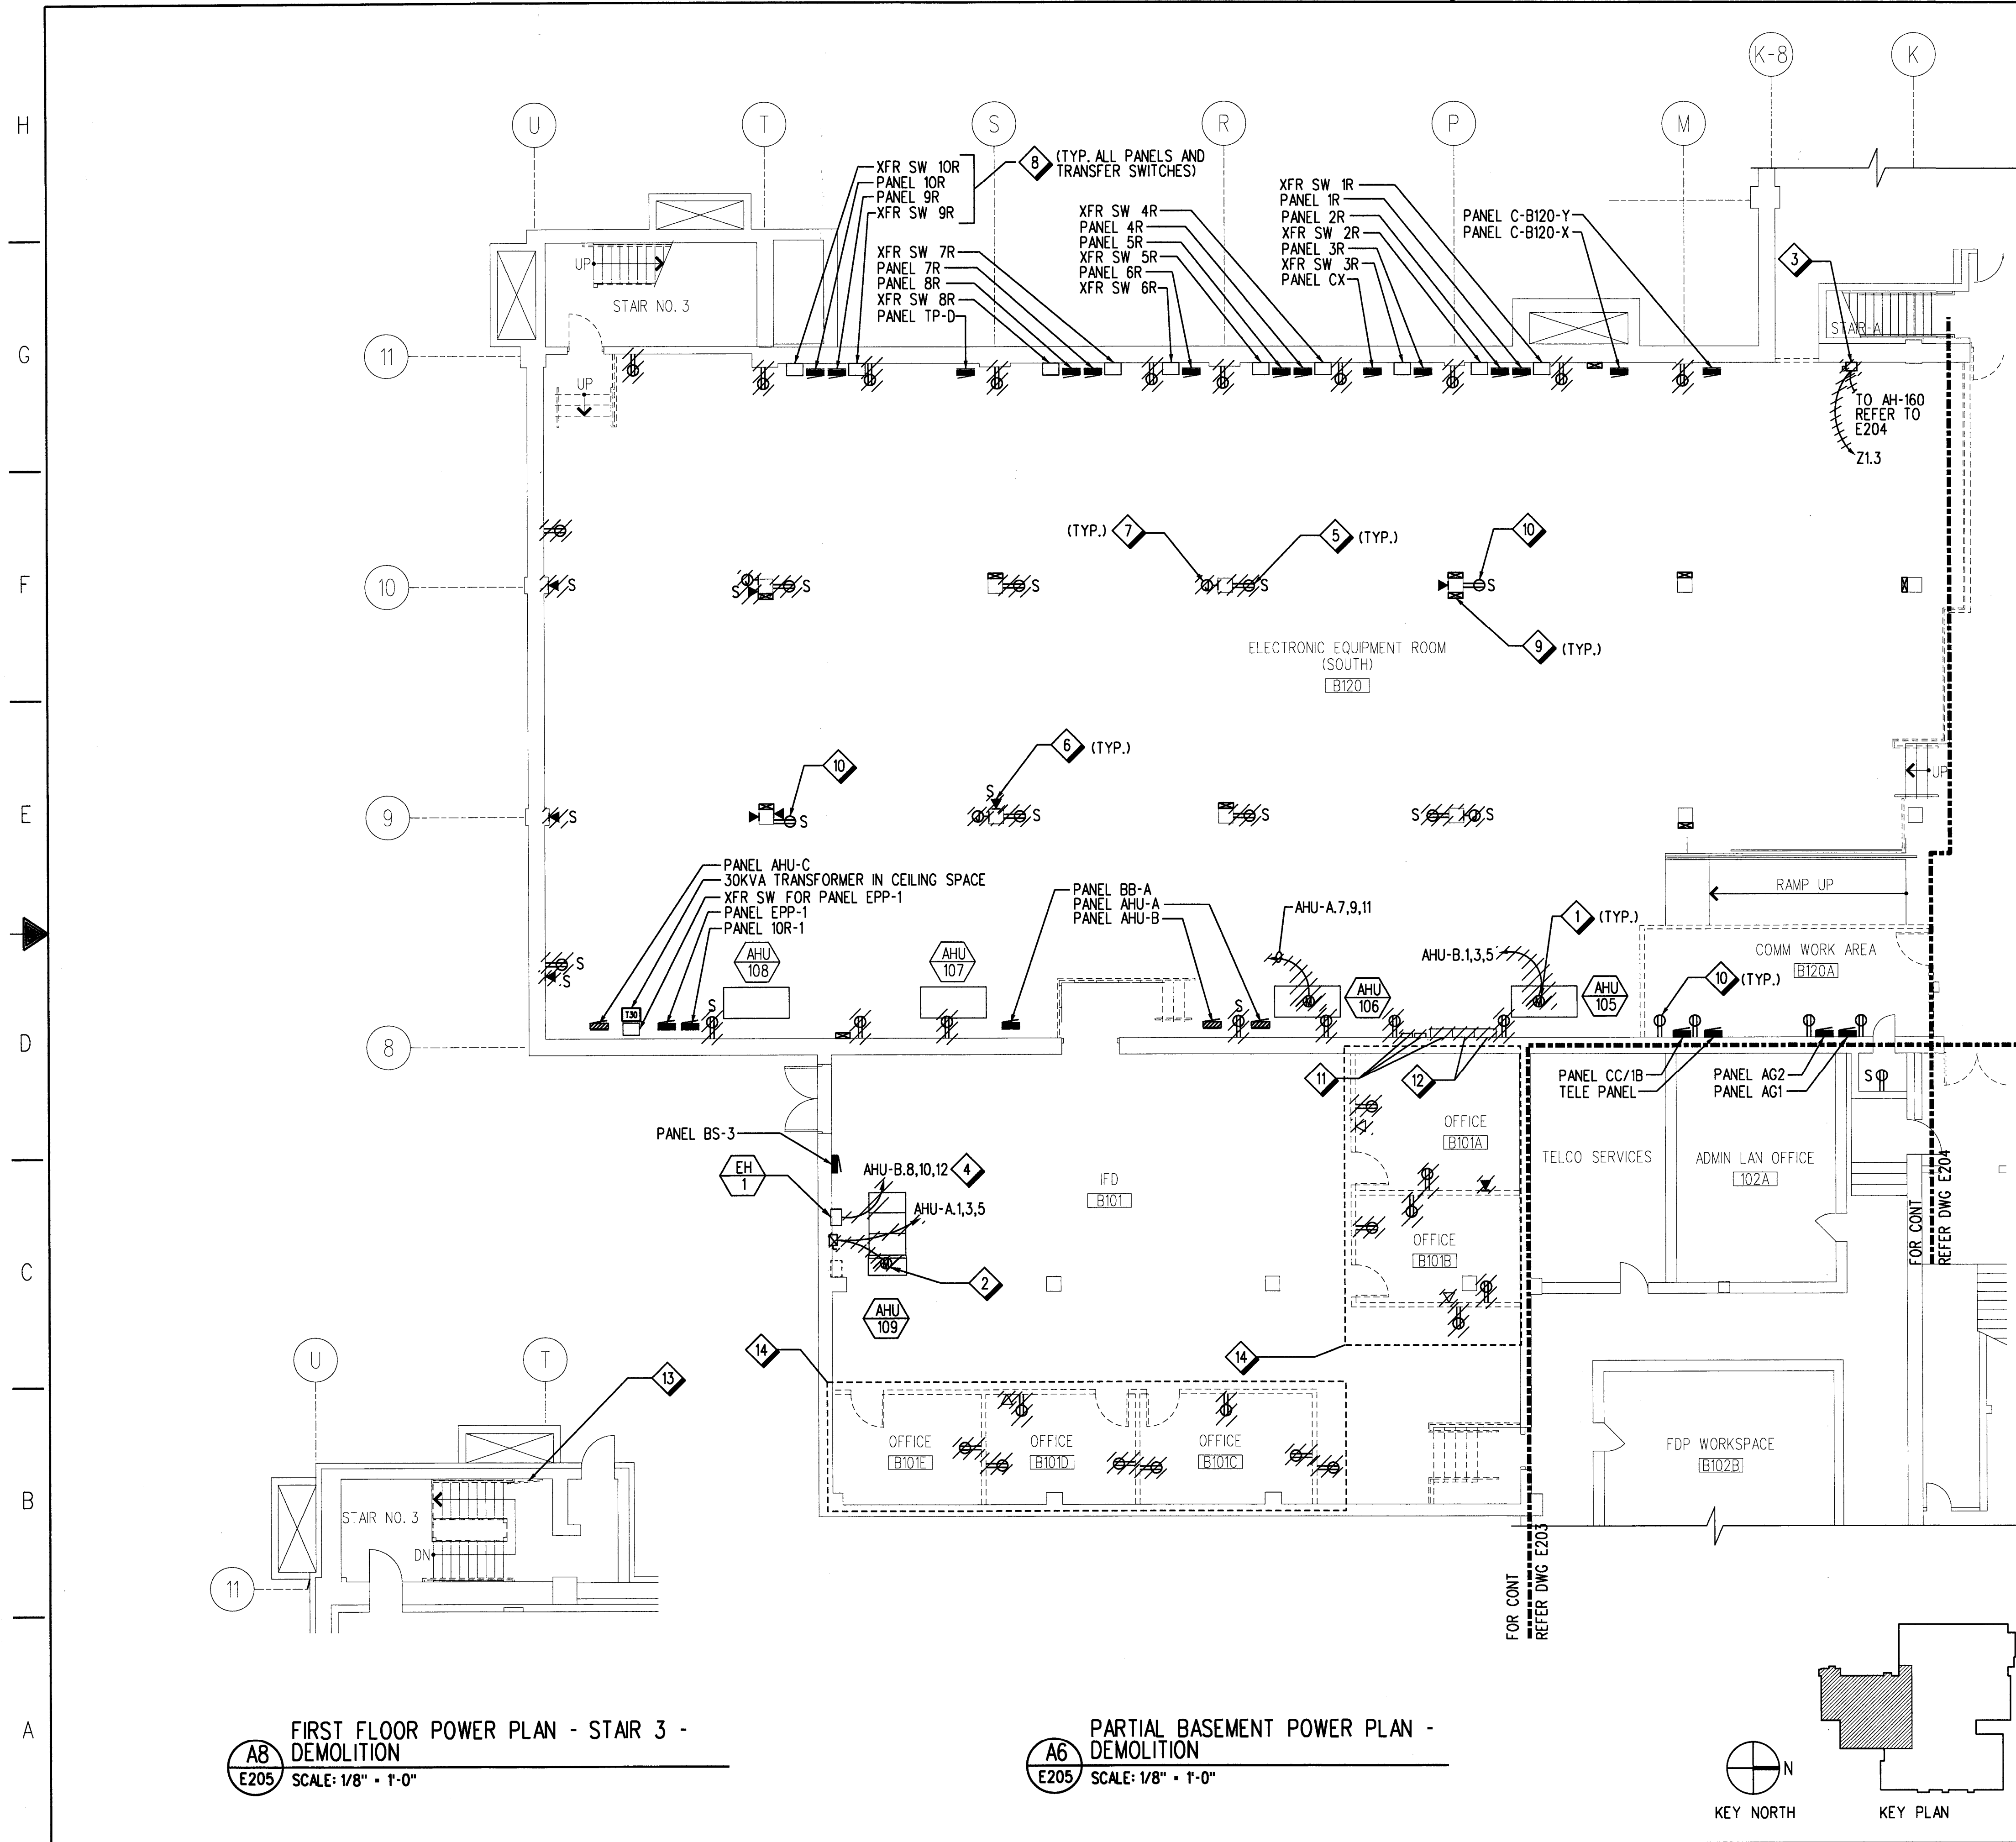 H
G
F
E
D
C
B
A
U
T
S
R
P
M
K-8
K
11
10
9
8
XFR SW 10R
PANEL 10R
PANEL 9R
XFR SW 9R
8
(TYP. ALL PANELS AND
TRANSFER SWITCHES)
XFR SW 7R
PANEL 7R
PANEL 8R
XFR SW 8R
PANEL TP-D
XFR SW 4R
PANEL 4R
PANEL 5R
XFR SW 5R
PANEL 6R
XFR SW 6R
XFR SW 1R
PANEL 1R
PANEL 2R
XFR SW 2R
PANEL 3R
XFR SW 3R
PANEL CX
PANEL C-B120-Y
PANEL C-B120-X
3
UP
STAIR NO. 3
UP
STAIR-A
TO AH-160
REFER TO
E204
Z1.3
(TYP.) 7
5 (TYP.)
10
S
S
S
S
S
S
9 (TYP.)
ELECTRONIC EQUIPMENT ROOM
(SOUTH)
B120
10
6 (TYP.)
UP
S
S
S
S
S
S
S
RAMP UP
PANEL AHU-C
30KVA TRANSFORMER IN CEILING SPACE
XFR SW FOR PANEL EPP-1
PANEL EPP-1
PANEL 10R-1
PANEL BB-A
PANEL AHU-A
PANEL AHU-B
AHU-A.7,9,11
1 (TYP.)
AHU-B.1,3,5
COMM WORK AREA
B120A
10 (TYP.)
S
S
T30
S
S
AHU
108
AHU
107
AHU
106
AHU
105
11
12
PANEL CC/1B
TELE PANEL
PANEL AG2
PANEL AG1
S
PANEL BS-3
EH
1
AHU-B.8,10,12
4
AHU-A.1,3,5
2
AHU
109
IFD
B101
OFFICE
B101A
OFFICE
B101B
TELCO SERVICES
ADMIN LAN OFFICE
102A
FOR CONT
REFER DWG E204
14
14
OFFICE
B101E
OFFICE
B101D
OFFICE
B101C
FDP WORKSPACE
B102B
FOR CONT
REFER DWG E203
U
T
13
STAIR NO. 3
DN
11
A8
E205
FIRST FLOOR POWER PLAN - STAIR 3 -
DEMOLITION
SCALE: 1/8" = 1'-0"
A6
E205
PARTIAL BASEMENT POWER PLAN -
DEMOLITION
SCALE: 1/8" = 1'-0"
N
KEY NORTH
KEY PLAN